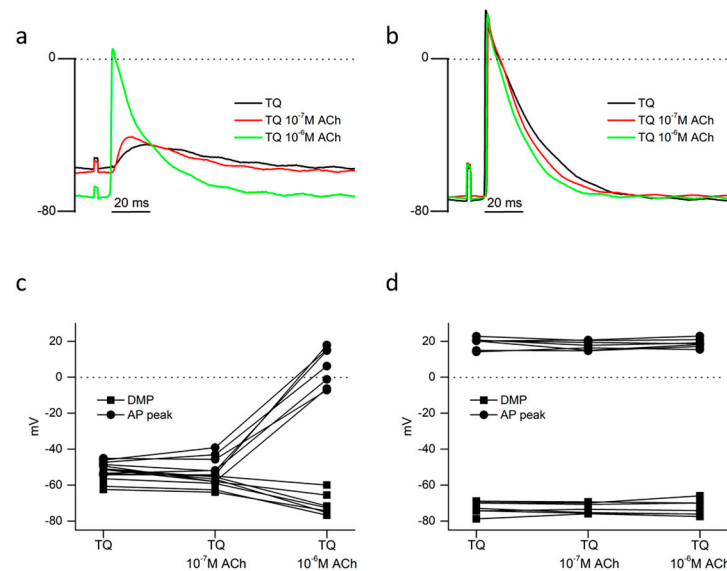 a
0
TQ
TQ 10⁻⁷M ACh
TQ 10⁻⁶M ACh
-80
20 ms
b
0
TQ
TQ 10⁻⁷M ACh
TQ 10⁻⁶M ACh
-80
20 ms
c
mV
20
0
-20
-40
-60
-80
DMP
AP peak
TQ
TQ
10⁻⁷M ACh
TQ
10⁻⁶M ACh
d
mV
20
0
-20
-40
-60
-80
DMP
AP peak
TQ
TQ
10⁻⁷M ACh
TQ
10⁻⁶M ACh